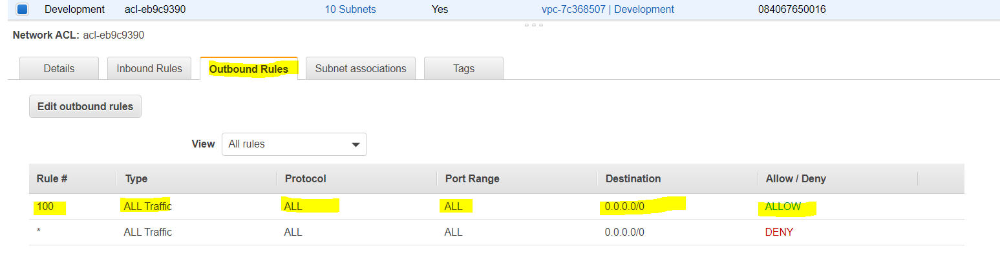 Development acl-eb9c9390 10 Subnets Yes vpc-7c368507 | Development 084067650016
Network ACL: acl-eb9c9390
Details Inbound Rules Outbound Rules Subnet associations Tags
Edit outbound rules
View All rules
Rule # Type Protocol Port Range Destination Allow / Deny
100 ALL Traffic ALL ALL 0.0.0.0/0 ALLOW
* ALL Traffic ALL ALL 0.0.0.0/0 DENY